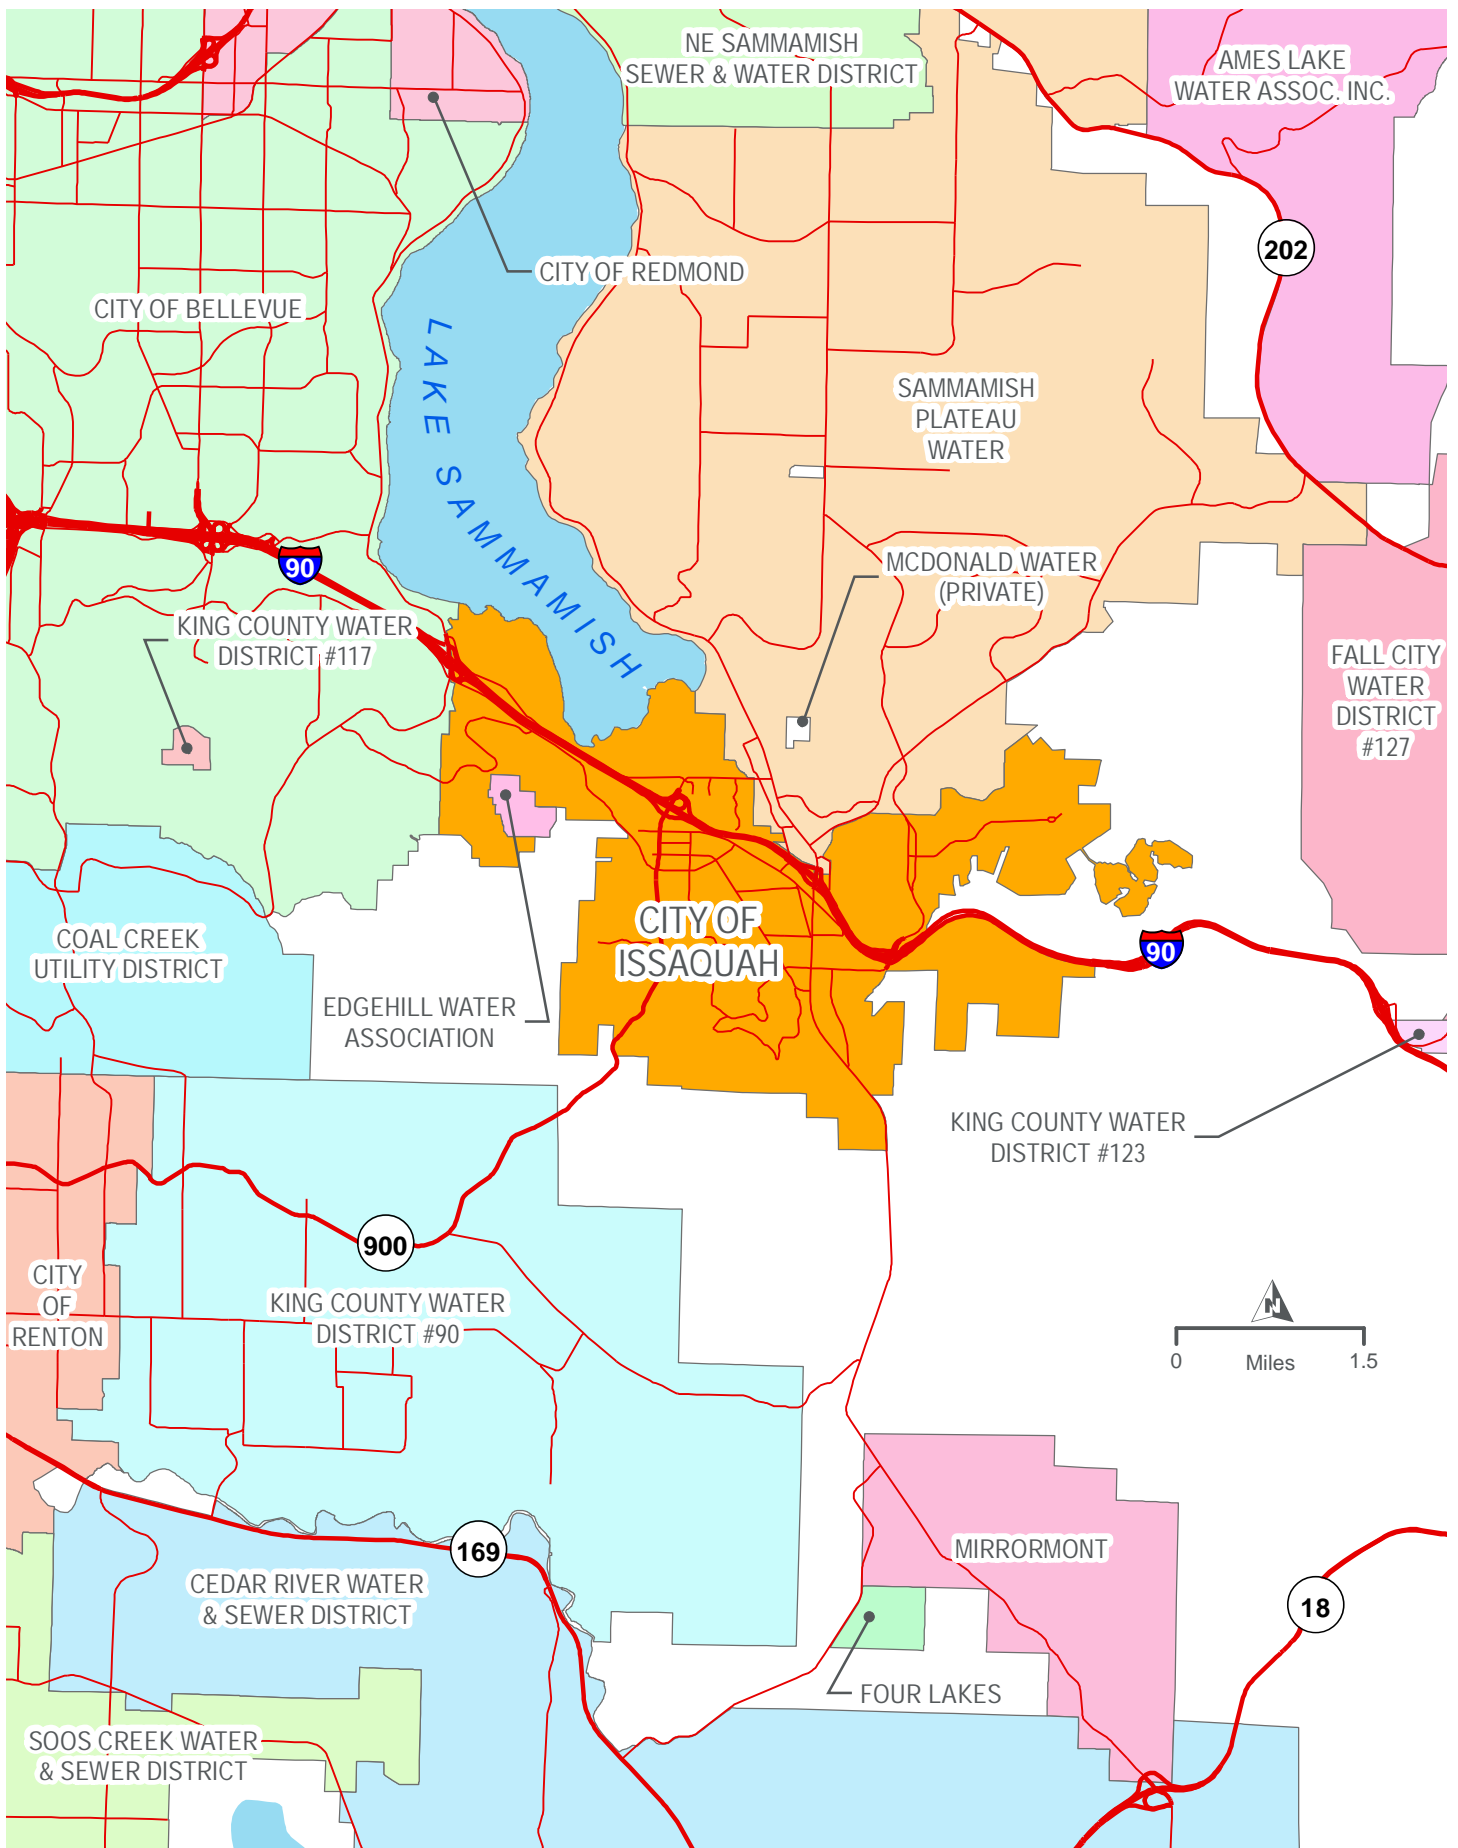 NE SAMMAMISH
SEWER & WATER DISTRICT
AMES LAKE
WATER ASSOC. INC.
202
CITY OF REDMOND
CITY OF BELLEVUE
LAKE SAMMAMISH
SAMMAMISH
PLATEAU
WATER
90
MCDONALD WATER
(PRIVATE)
KING COUNTY WATER
DISTRICT #117
FALL CITY
WATER
DISTRICT
#127
CITY OF
ISSAQUAH
COAL CREEK
UTILITY DISTRICT
90
EDGEHILL WATER
ASSOCIATION
KING COUNTY WATER
DISTRICT #123
900
CITY
OF
RENTON
KING COUNTY WATER
DISTRICT #90
N
0 Miles 1.5
169
MIRRORMONT
CEDAR RIVER WATER
& SEWER DISTRICT
18
FOUR LAKES
SOOS CREEK WATER
& SEWER DISTRICT